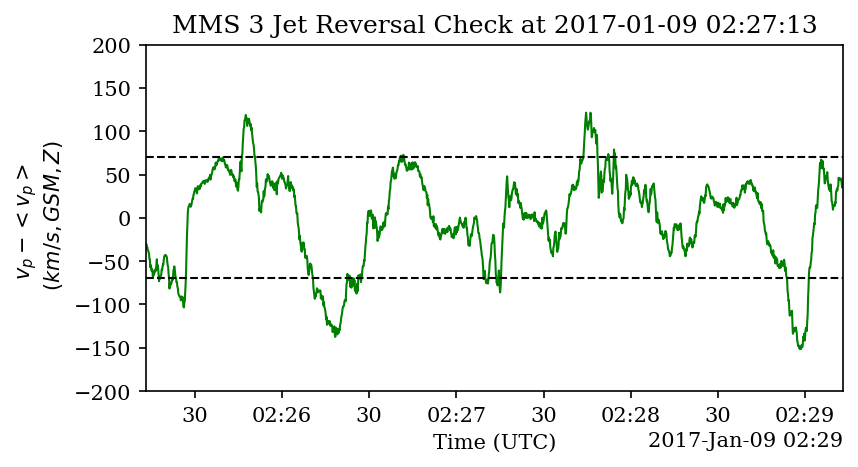 MMS 3 Jet Reversal Check at 2017-01-09 02:27:13
200
150
100
50
0
−50
−100
−150
−200
v_p − <v_p>
(km/s, GSM, Z)
30 02:26 30 02:27 30 02:28 30 02:29
Time (UTC)
2017-Jan-09 02:29